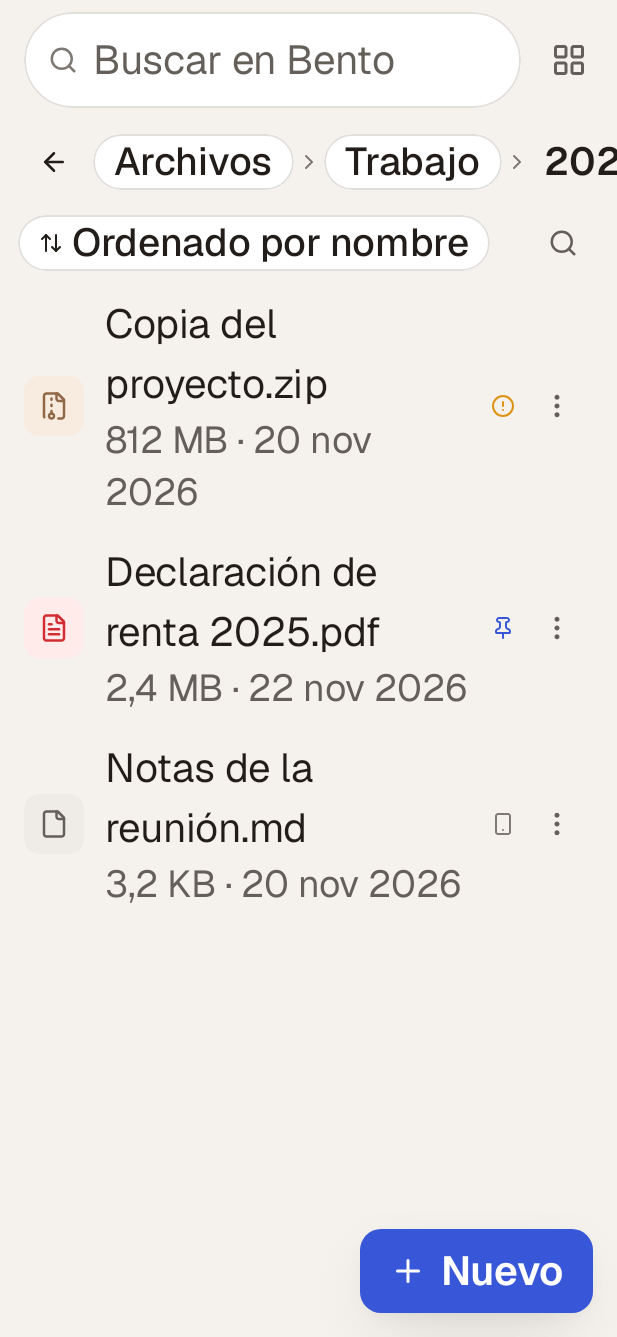 Buscar en Bento
Archivos > Trabajo > 202
Ordenado por nombre
Copia del
proyecto.zip
812 MB · 20 nov
2026
Declaración de
renta 2025.pdf
2,4 MB · 22 nov 2026
Notas de la
reunión.md
3,2 KB · 20 nov 2026
+ Nuevo